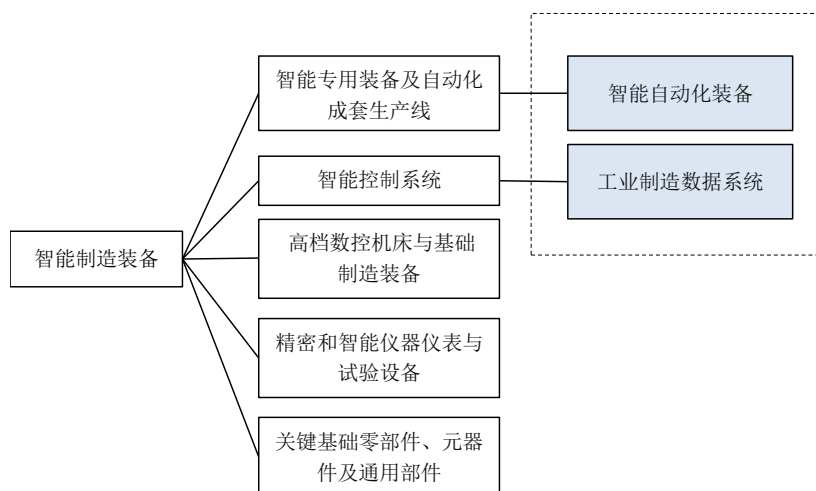 智能制造装备
智能专用装备及自动化
成套生产线
智能自动化装备
智能控制系统
工业制造数据系统
高档数控机床与基础
制造装备
精密和智能仪器仪表与
试验设备
关键基础零部件、元器
件及通用部件